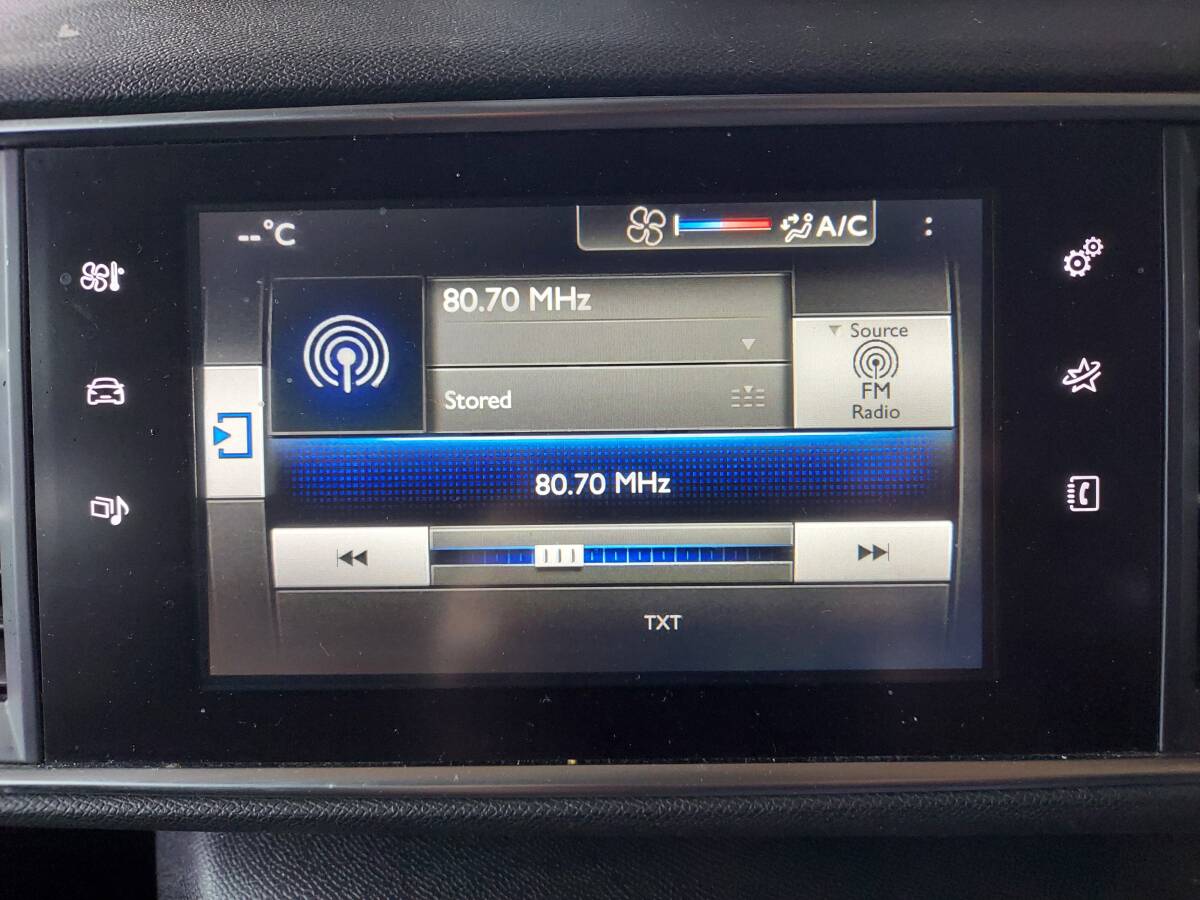 --°C
A/C
:
80.70 MHz
Source
FM
Radio
Stored
80.70 MHz
TXT